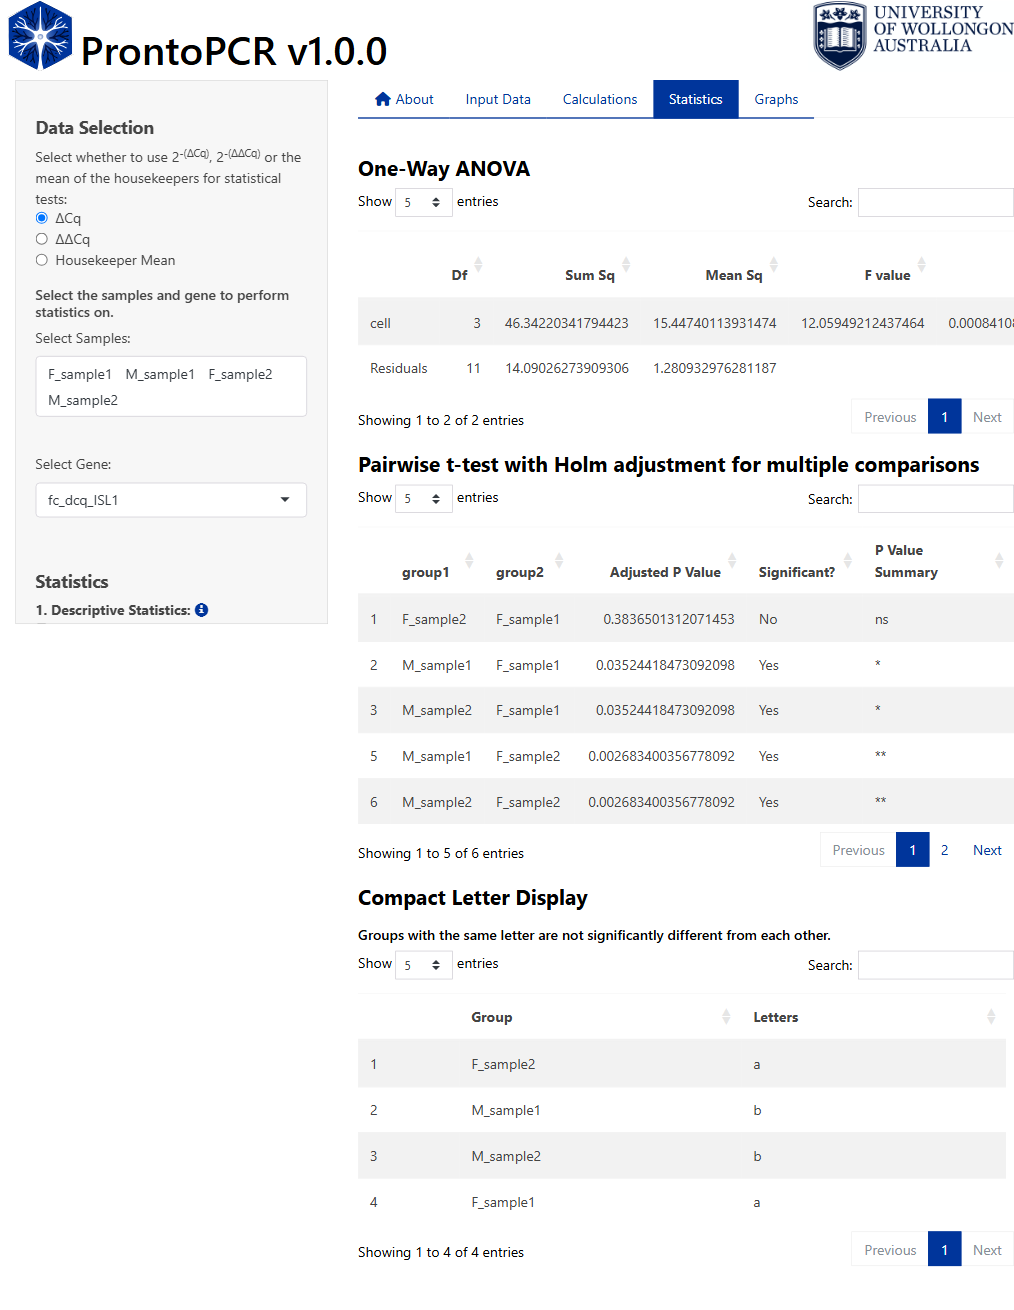 ProntoPCR v1.0.0
UNIVERSITY
OF WOLLONGONG
AUSTRALIA
Data Selection
Select whether to use 2-(ΔCq), 2-(ΔΔCq) or the
mean of the housekeepers for statistical
tests:
ΔCq
ΔΔCq
Housekeeper Mean
Select the samples and gene to perform
statistics on.
Select Samples:
F_sample1 M_sample1 F_sample2
M_sample2
Select Gene:
fc_dcq_ISL1
Statistics
1. Descriptive Statistics:
About Input Data Calculations Statistics Graphs
One-Way ANOVA
Show 5 entries Search:
Df Sum Sq Mean Sq F value
cell 3 46.34220341794423 15.44740113931474 12.05949212437464 0.0008410
Residuals 11 14.09026273909306 1.280932976281187
Showing 1 to 2 of 2 entries Previous 1 Next
Pairwise t-test with Holm adjustment for multiple comparisons
Show 5 entries Search:
group1 group2 Adjusted P Value Significant? P Value Summary
1 F_sample2 F_sample1 0.3836501312071453 No ns
2 M_sample1 F_sample1 0.03524418473092098 Yes *
3 M_sample2 F_sample1 0.03524418473092098 Yes *
5 M_sample1 F_sample2 0.002683400356778092 Yes **
6 M_sample2 F_sample2 0.002683400356778092 Yes **
Showing 1 to 5 of 6 entries Previous 1 2 Next
Compact Letter Display
Groups with the same letter are not significantly different from each other.
Show 5 entries Search:
Group Letters
1 F_sample2 a
2 M_sample1 b
3 M_sample2 b
4 F_sample1 a
Showing 1 to 4 of 4 entries Previous 1 Next